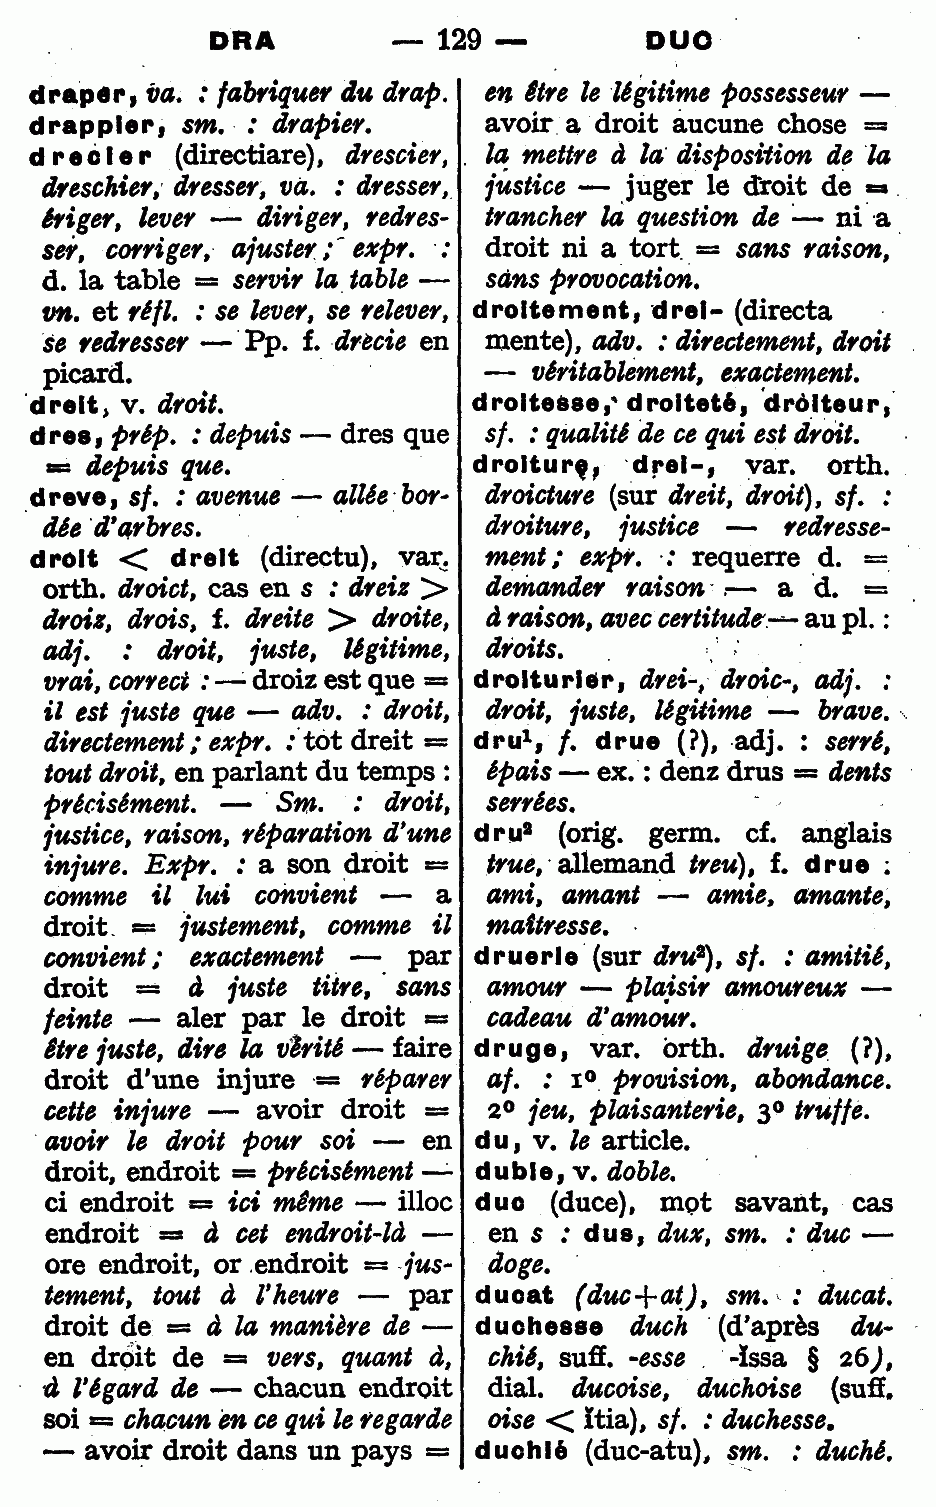 DRA — 129 — DUC
draper, va. : fabriquer du drap.
drappier, sm. : drapier.
drecier (directiare), drescier,
dreschier, dresser, va. : dresser,
ériger, lever — diriger, redres-
ser, corriger, ajuster ; expr. :
d. la table = servir la table —
vn. et réfl. : se lever, se relever,
se redresser — Pp. f. drecie en
picard.
dreit, v. droit.
dres, prép. : depuis — dres que
= depuis que.
dreve, sf. : avenue — allée bor-
dée d'arbres.
droit < dreit (directu), var.
orth. droict, cas en s : dreiz >
droiz, drois, f. dreite > droite,
adj. : droit, juste, légitime,
vrai, correct : — droiz est que =
il est juste que — adv. : droit,
directement ; expr. : tot dreit =
tout droit, en parlant du temps :
précisément. — Sm. : droit,
justice, raison, réparation d'une
injure. Expr. : a son droit =
comme il lui convient — a
droit = justement, comme il
convient ; exactement — par
droit = à juste titre, sans
feinte — aler par le droit =
être juste, dire la vérité — faire
droit d'une injure = réparer
cette injure — avoir droit =
avoir le droit pour soi — en
droit, endroit = précisément —
ci endroit = ici même — illoc
endroit = à cet endroit-là —
ore endroit, or endroit = jus-
tement, tout à l'heure — par
droit de = à la manière de —
en droit de = vers, quant à,
à l'égard de — chacun endroit
soi = chacun en ce qui le regarde
— avoir droit dans un pays =
en être le légitime possesseur —
avoir a droit aucune chose =
la mettre à la disposition de la
justice — juger le droit de =
trancher la question de — ni a
droit ni a tort = sans raison,
sans provocation.
droitement, drei- (directa
mente), adv. : directement, droit
— véritablement, exactement.
droitesse, droiteté, droiteur,
sf. : qualité de ce qui est droit.
droiture, drei-, var. orth.
droicture (sur dreit, droit), sf. :
droiture, justice — redresse-
ment ; expr. : requerre d. =
demander raison — a d. =
à raison, avec certitude — au pl. :
droits.
droiturier, drei-, droic-, adj. :
droit, juste, légitime — brave.
dru¹, f. drue (?), adj. : serré,
épais — ex. : denz drus = dents
serrées.
dru² (orig. germ. cf. anglais
true, allemand treu), f. drue :
ami, amant — amie, amante,
maîtresse.
druerie (sur dru²), sf. : amitié,
amour — plaisir amoureux —
cadeau d'amour.
druge, var. orth. druige (?),
af. : 1º provision, abondance.
2º jeu, plaisanterie, 3º truffe.
du, v. le article.
duble, v. doble.
duc (duce), mot savant, cas
en s : dus, dux, sm. : duc —
doge.
ducat (duc+at), sm. : ducat.
duchesse duch (d'après du-
chié, suff. -esse -ĭssa § 26),
dial. ducoise, duchoise (suff.
oise < ĭtia), sf. : duchesse.
duchié (duc-atu), sm. : duché.